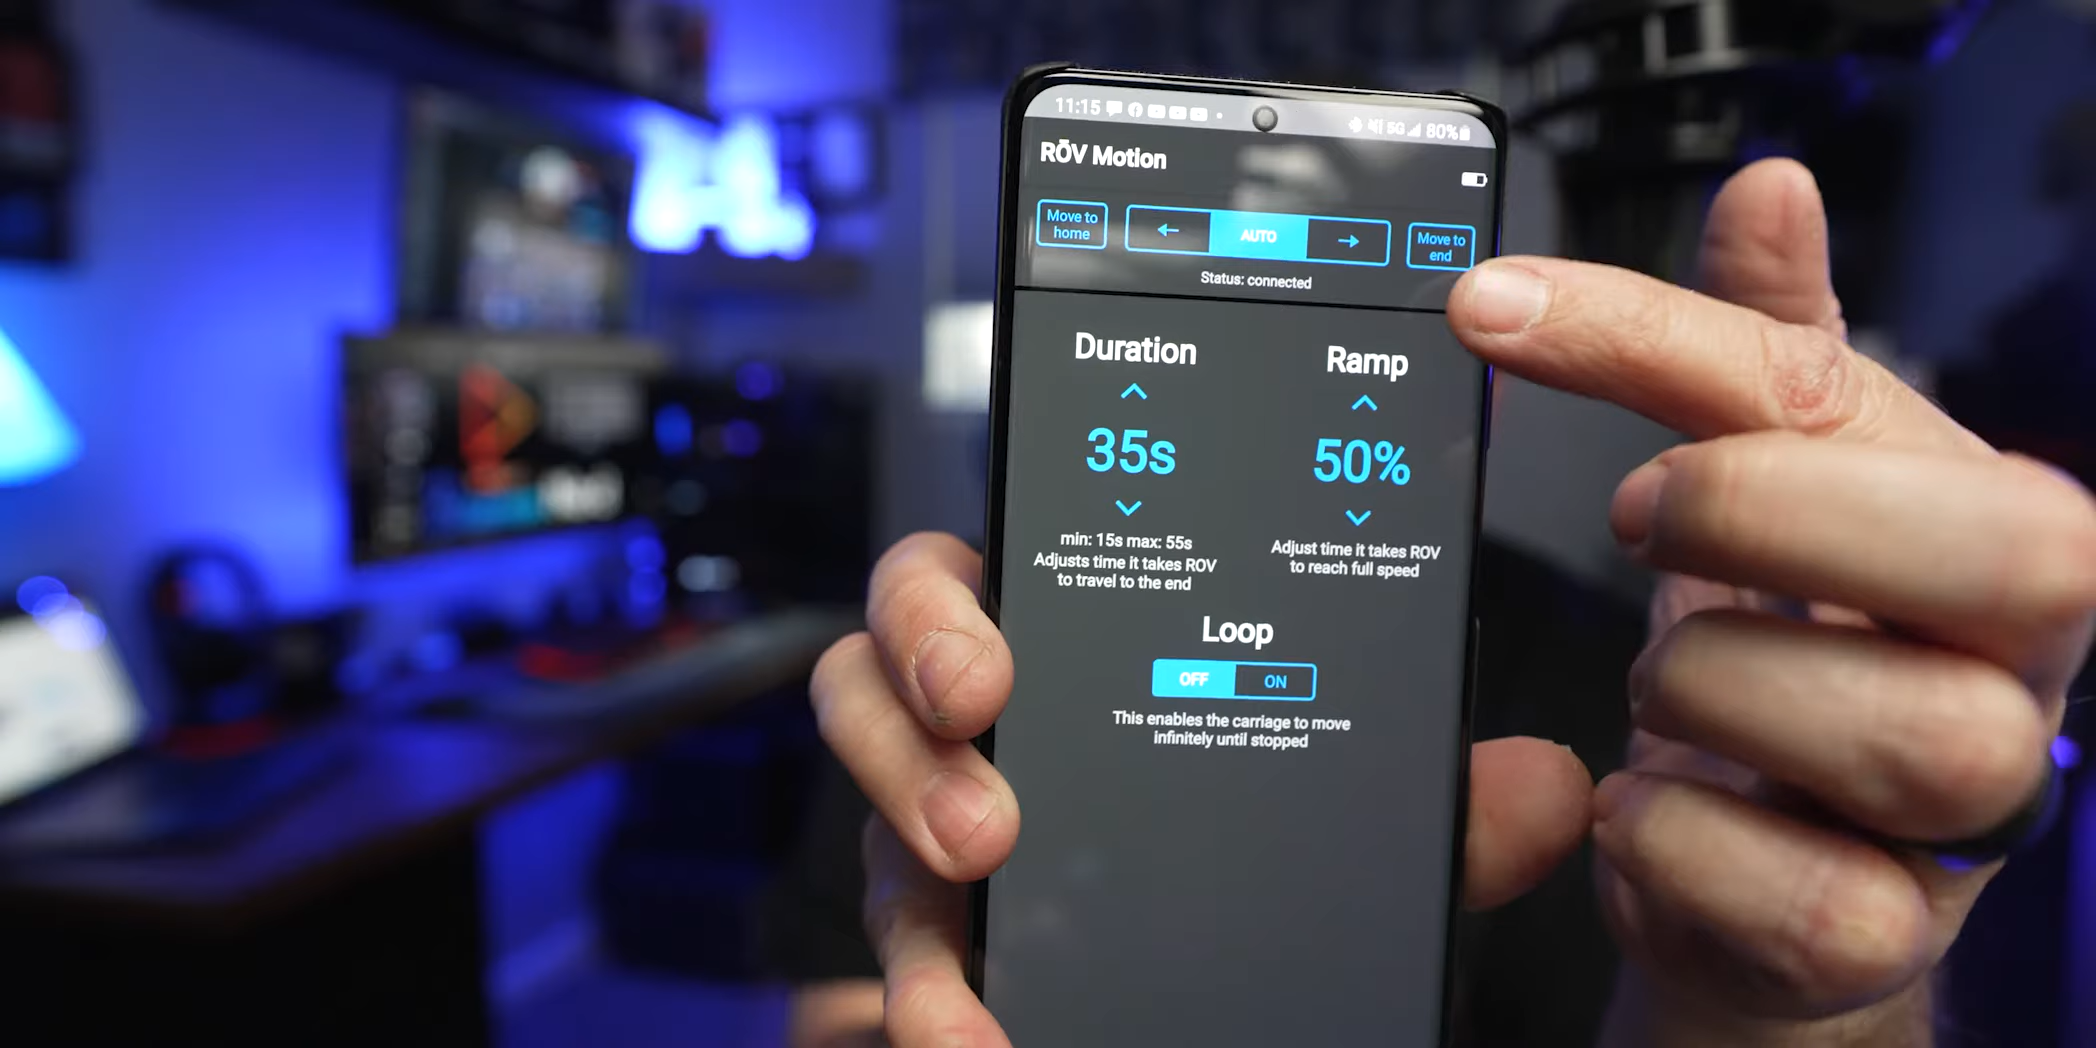 11:15 5G 80%
RŌV Motion
Move to
home
← AUTO →
Move to
end
Status: connected
Duration
35s
min: 15s max: 55s
Adjusts time it takes ROV
to travel to the end
Ramp
50%
Adjust time it takes ROV
to reach full speed
Loop
OFF ON
This enables the carriage to move
infinitely until stopped